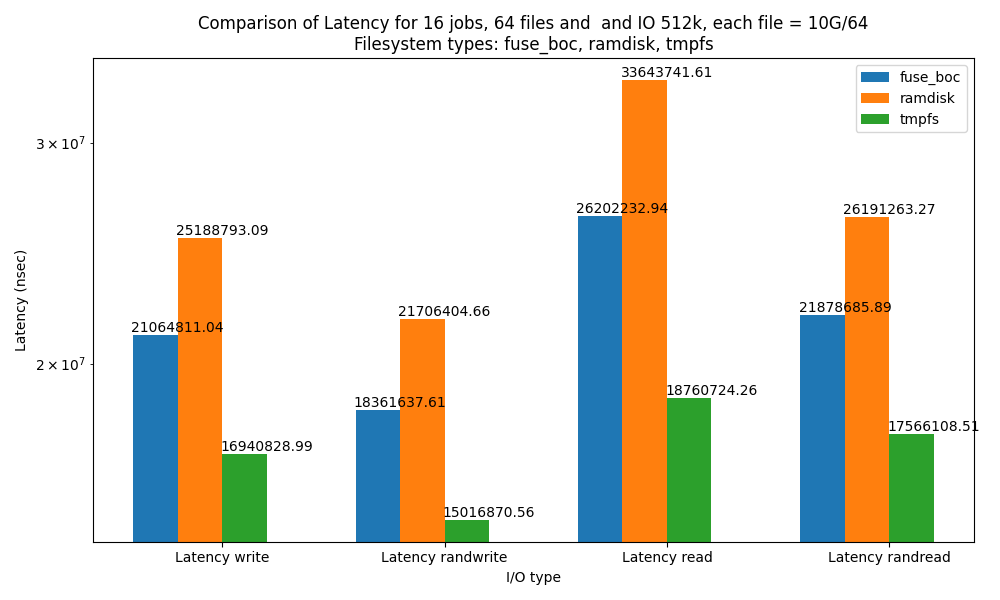 Comparison of Latency for 16 jobs, 64 files and  and IO 512k, each file = 10G/64
Filesystem types: fuse_boc, ramdisk, tmpfs
fuse_boc
ramdisk
tmpfs
Latency (nsec)
3 × 10⁷
2 × 10⁷
21064811.04
25188793.09
16940828.99
18361637.61
21706404.66
15016870.56
26202232.94
33643741.61
18760724.26
21878685.89
26191263.27
17566108.51
Latency write
Latency randwrite
Latency read
Latency randread
I/O type